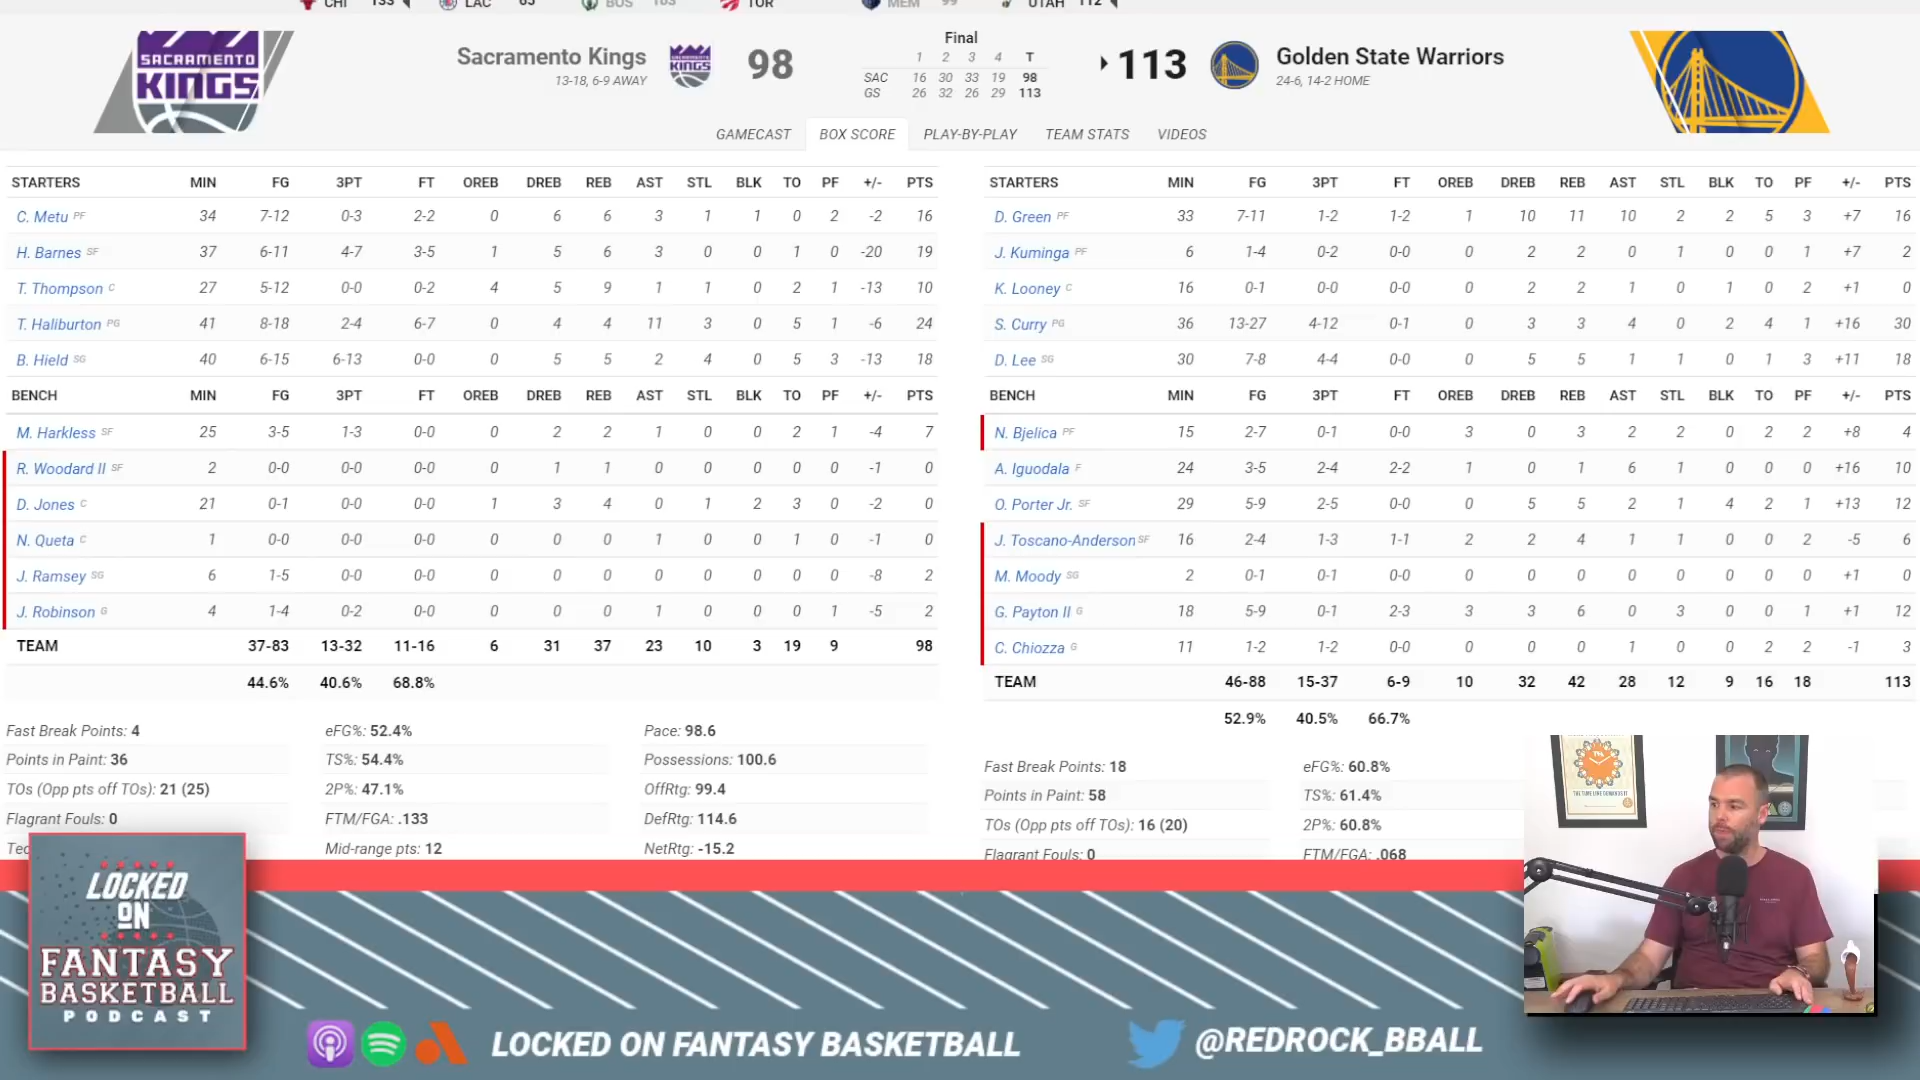 CHI 133 LAC 85 BOS 103 TOR MEM 99 UTAH 112
SACRAMENTO KINGS
Sacramento Kings
13-18, 6-9 AWAY
SACRAMENTO KINGS
98
Final
1 2 3 4 T
SAC 16 30 33 19 98
GS 26 32 26 29 113
113
Golden State Warriors
24-6, 14-2 HOME
GAMECAST BOX SCORE PLAY-BY-PLAY TEAM STATS VIDEOS
STARTERS MIN FG 3PT FT OREB DREB REB AST STL BLK TO PF +/- PTS
C. Metu PF 34 7-12 0-3 2-2 0 6 6 3 1 1 0 2 -2 16
H. Barnes SF 37 6-11 4-7 3-5 1 5 6 3 0 0 1 0 -20 19
T. Thompson C 27 5-12 0-0 0-2 4 5 9 1 1 0 2 1 -13 10
T. Haliburton PG 41 8-18 2-4 6-7 0 4 4 11 3 0 5 1 -6 24
B. Hield SG 40 6-15 6-13 0-0 0 5 5 2 4 0 5 3 -13 18
BENCH MIN FG 3PT FT OREB DREB REB AST STL BLK TO PF +/- PTS
M. Harkless SF 25 3-5 1-3 0-0 0 2 2 1 0 0 2 1 -4 7
R. Woodard II SF 2 0-0 0-0 0-0 0 1 1 0 0 0 0 0 -1 0
D. Jones C 21 0-1 0-0 0-0 1 3 4 0 1 2 3 0 -2 0
N. Queta C 1 0-0 0-0 0-0 0 0 0 1 0 0 1 0 -1 0
J. Ramsey SG 6 1-5 0-0 0-0 0 0 0 0 0 0 0 0 -8 2
J. Robinson G 4 1-4 0-2 0-0 0 0 0 1 0 0 0 1 -5 2
TEAM 37-83 13-32 11-16 6 31 37 23 10 3 19 9 98
44.6% 40.6% 68.8%
Fast Break Points: 4 eFG%: 52.4% Pace: 98.6
Points in Paint: 36 TS%: 54.4% Possessions: 100.6
TOs (Opp pts off TOs): 21 (25) 2P%: 47.1% OffRtg: 99.4
Flagrant Fouls: 0 FTM/FGA: .133 DefRtg: 114.6
Tec Mid-range pts: 12 NetRtg: -15.2
STARTERS MIN FG 3PT FT OREB DREB REB AST STL BLK TO PF +/- PTS
D. Green PF 33 7-11 1-2 1-2 1 10 11 10 2 2 5 3 +7 16
J. Kuminga PF 6 1-4 0-2 0-0 0 2 2 0 1 0 0 1 +7 2
K. Looney C 16 0-1 0-0 0-0 0 2 2 1 0 1 0 2 +1 0
S. Curry PG 36 13-27 4-12 0-1 0 3 3 4 0 2 4 1 +16 30
D. Lee SG 30 7-8 4-4 0-0 0 5 5 1 1 0 1 3 +11 18
BENCH MIN FG 3PT FT OREB DREB REB AST STL BLK TO PF +/- PTS
N. Bjelica PF 15 2-7 0-1 0-0 3 0 3 2 2 0 2 2 +8 4
A. Iguodala F 24 3-5 2-4 2-2 1 0 1 6 1 0 0 0 +16 10
O. Porter Jr. SF 29 5-9 2-5 0-0 0 5 5 2 1 4 2 1 +13 12
J. Toscano-Anderson SF 16 2-4 1-3 1-1 2 2 4 1 1 0 0 2 -5 6
M. Moody SG 2 0-1 0-1 0-0 0 0 0 0 0 0 0 0 +1 0
G. Payton II G 18 5-9 0-1 2-3 3 3 6 0 3 0 0 1 +1 12
C. Chiozza G 11 1-2 1-2 0-0 0 0 0 1 0 0 2 2 -1 3
TEAM 46-88 15-37 6-9 10 32 42 28 12 9 16 18 113
52.9% 40.5% 66.7%
Fast Break Points: 18 eFG%: 60.8%
Points in Paint: 58 TS%: 61.4%
TOs (Opp pts off TOs): 16 (20) 2P%: 60.8%
Flagrant Fouls: 0 FTM/FGA: .068
LOCKED
ON
FANTASY
BASKETBALL
PODCAST
LOCKED ON FANTASY BASKETBALL
@REDROCK_BBALL